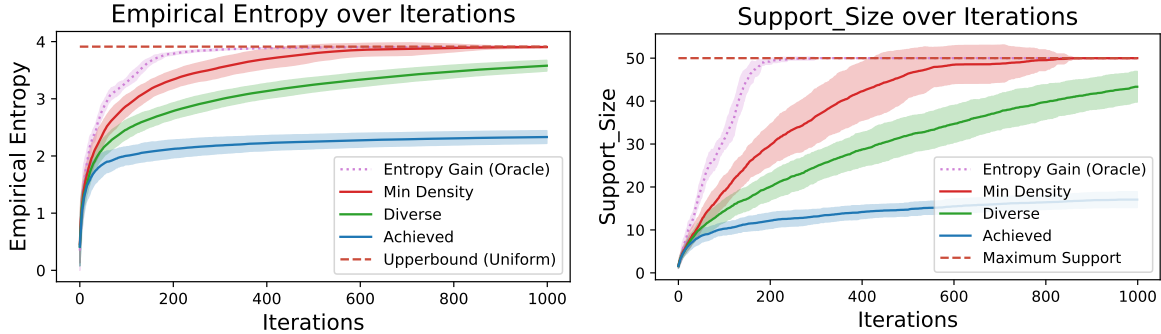 Empirical Entropy over Iterations
Empirical Entropy
4
3
2
1
0
0 200 400 600 800 1000
Iterations
Entropy Gain (Oracle)
Min Density
Diverse
Achieved
Upperbound (Uniform)
Support_Size over Iterations
Support_Size
50
40
30
20
10
0
0 200 400 600 800 1000
Iterations
Entropy Gain (Oracle)
Min Density
Diverse
Achieved
Maximum Support